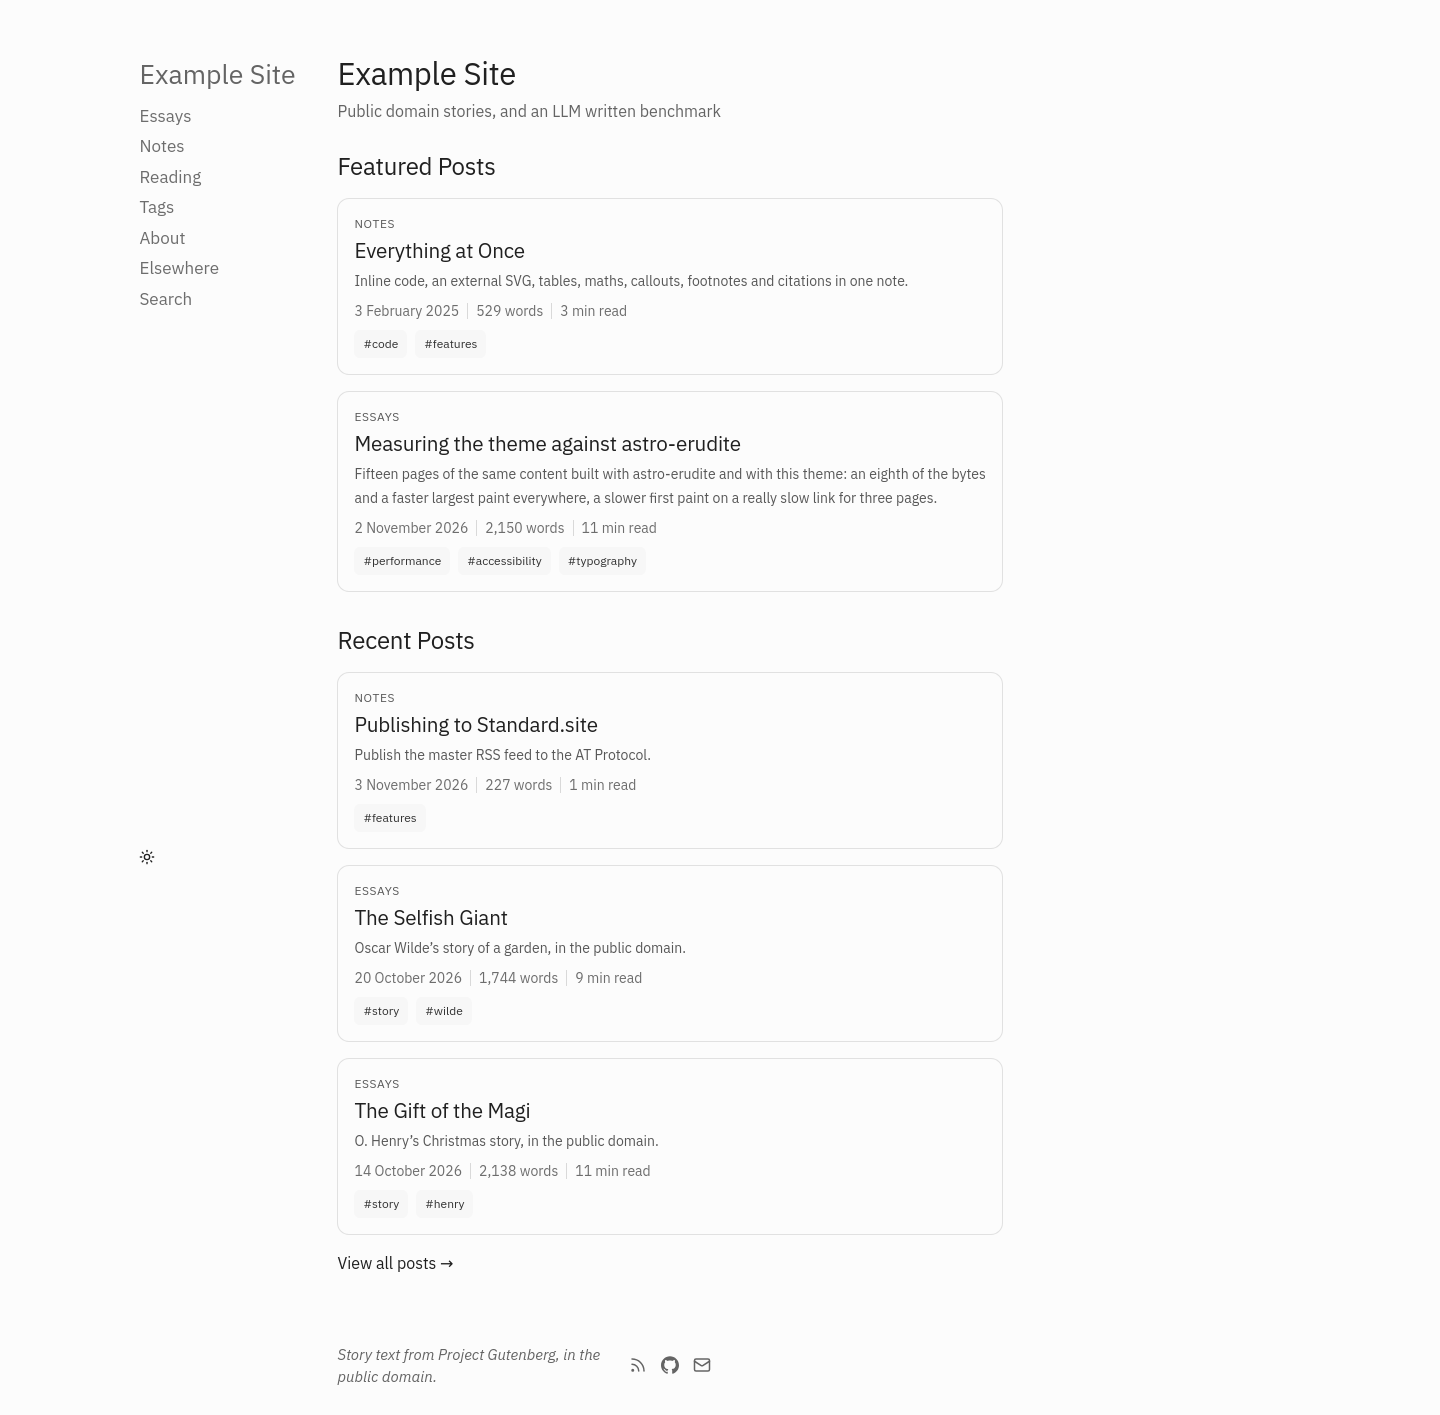 Example Site
Essays
Notes
Reading
Tags
About
Elsewhere
Search
Example Site
Public domain stories, and an LLM written benchmark
Featured Posts
NOTES
Everything at Once
Inline code, an external SVG, tables, maths, callouts, footnotes and citations in one note.
3 February 2025 529 words 3 min read
#code #features
ESSAYS
Measuring the theme against astro-erudite
Fifteen pages of the same content built with astro-erudite and with this theme: an eighth of the bytes
and a faster largest paint everywhere, a slower first paint on a really slow link for three pages.
2 November 2026 2,150 words 11 min read
#performance #accessibility #typography
Recent Posts
NOTES
Publishing to Standard.site
Publish the master RSS feed to the AT Protocol.
3 November 2026 227 words 1 min read
#features
ESSAYS
The Selfish Giant
Oscar Wilde’s story of a garden, in the public domain.
20 October 2026 1,744 words 9 min read
#story #wilde
ESSAYS
The Gift of the Magi
O. Henry’s Christmas story, in the public domain.
14 October 2026 2,138 words 11 min read
#story #henry
View all posts →
Story text from Project Gutenberg, in the
public domain.